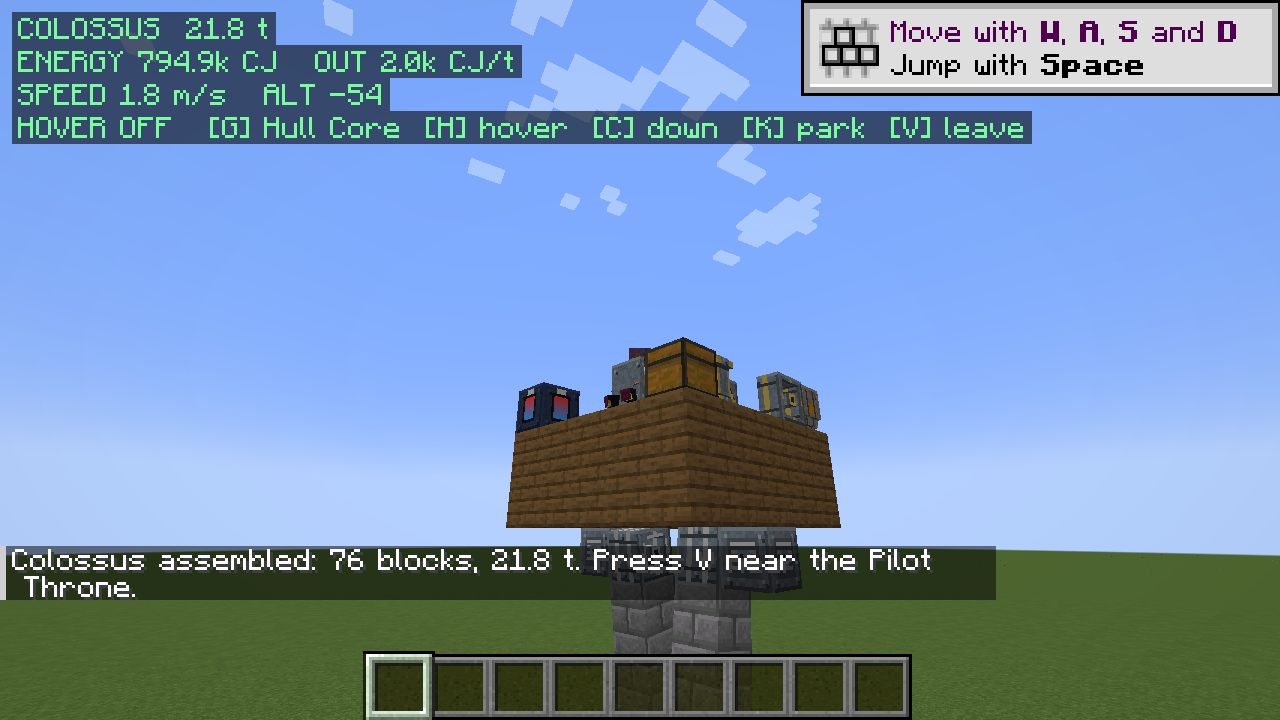 COLOSSUS 21.8 t
ENERGY 794.9k CJ OUT 2.0k CJ/t
SPEED 1.8 m/s ALT -54
HOVER OFF [G] Hull Core [H] hover [C] down [K] park [V] leave
Move with W, A, S and D
Jump with Space
Colossus assembled: 76 blocks, 21.8 t. Press V near the Pilot
Throne.